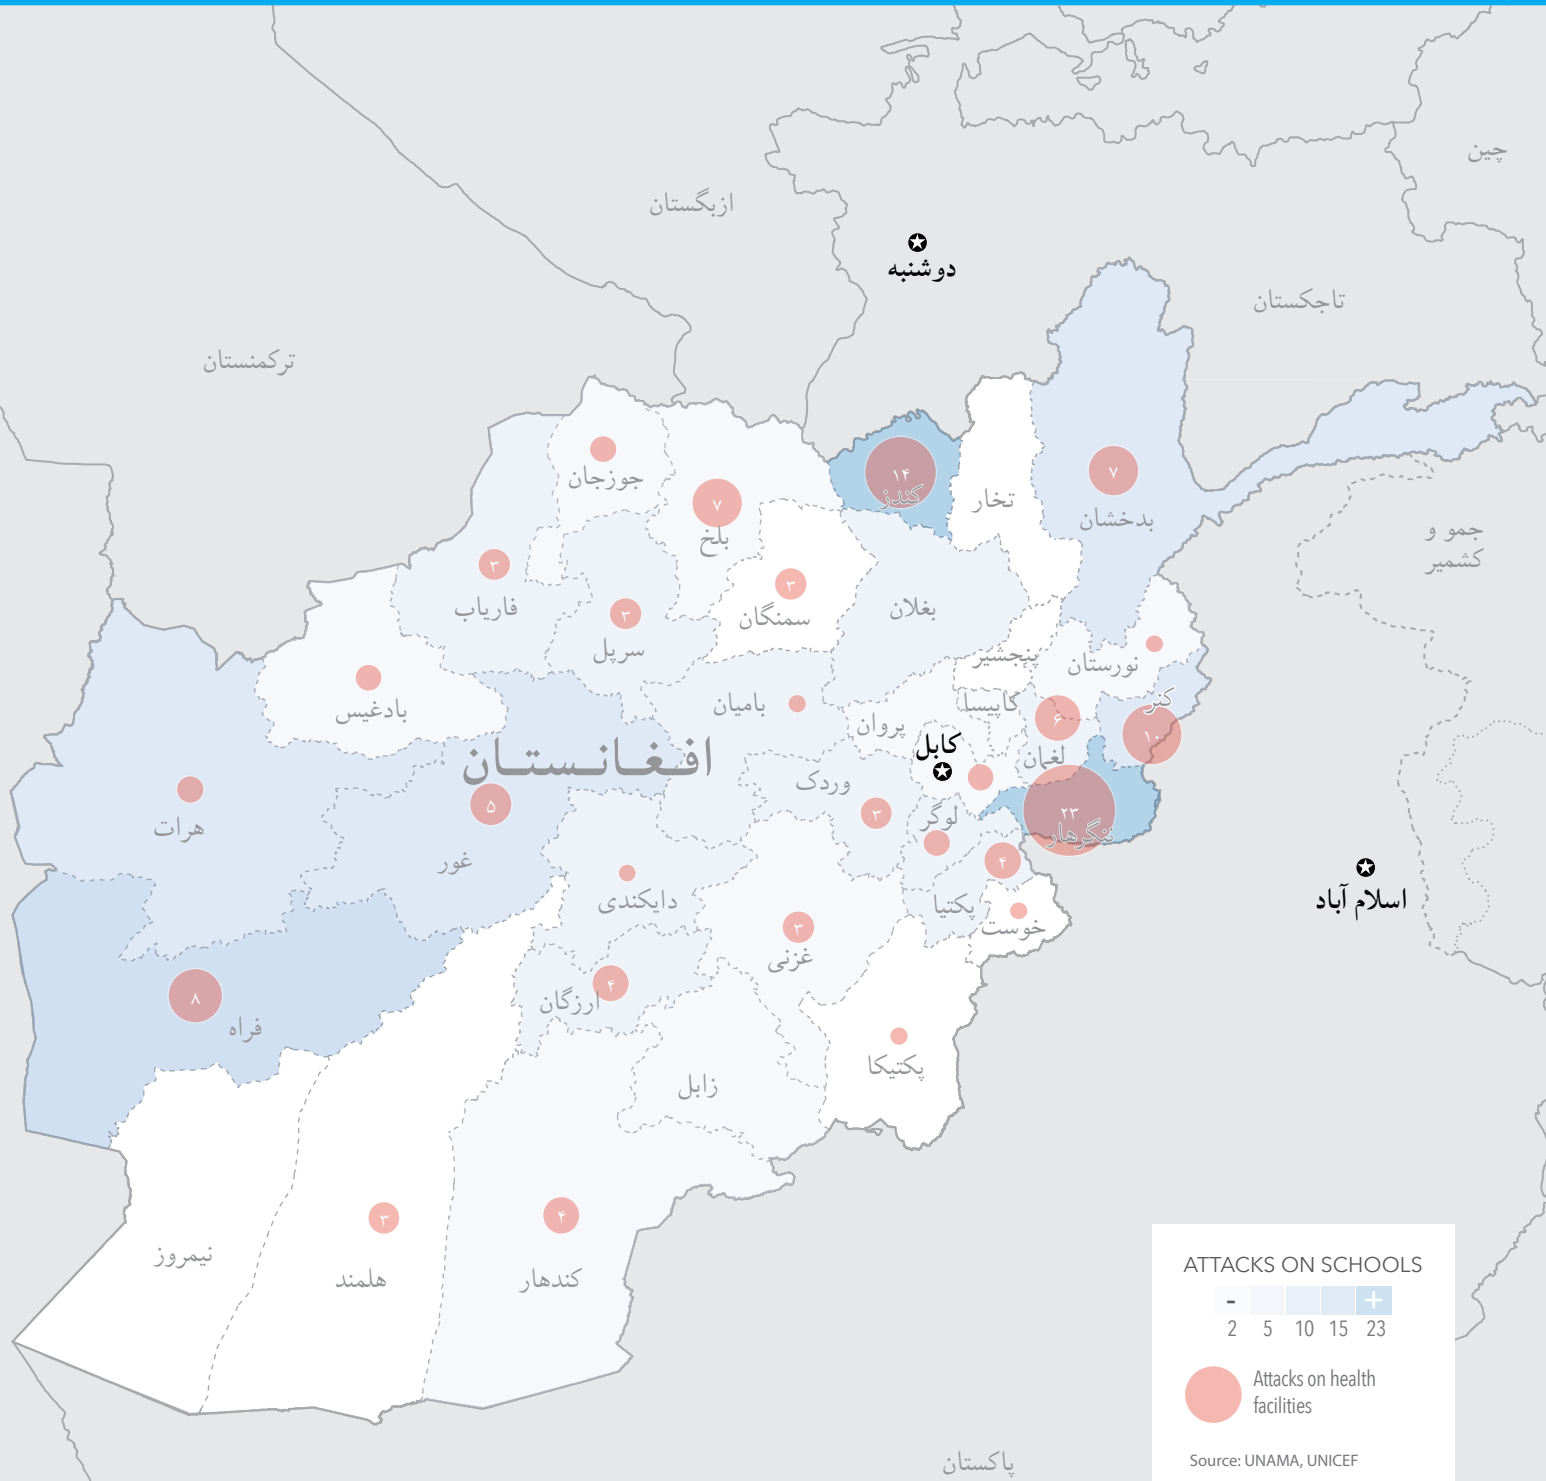 چین
ازبگستان
دوشنبه
تاجکستان
ترکمنستان
جوزجان
۷
بلخ
۱۴
کندز
تخار
۷
بدخشان
جمو و
کشمیر
۳
فاریاب
۳
سرپل
۳
سمنگان
بغلان
پنجشیر
نورستان
بادغیس
بامیان
پروان
کاپیسا
۶
لغمان
کنر
۱۰
کابل
افـغـانـستـان
هرات
۵
غور
وردک
۳
لوگر
۲۳
ننگرهار
۴
پکتیا
خوست
دایکندی
۳
غزنی
۴
ارزگان
اسلام آباد
۸
فراه
زابل
پکتیکا
نیمروز
۳
هلمند
۴
کندهار
پاکستان
ATTACKS ON SCHOOLS
- +
2 5 10 15 23
Attacks on health
facilities
Source: UNAMA, UNICEF